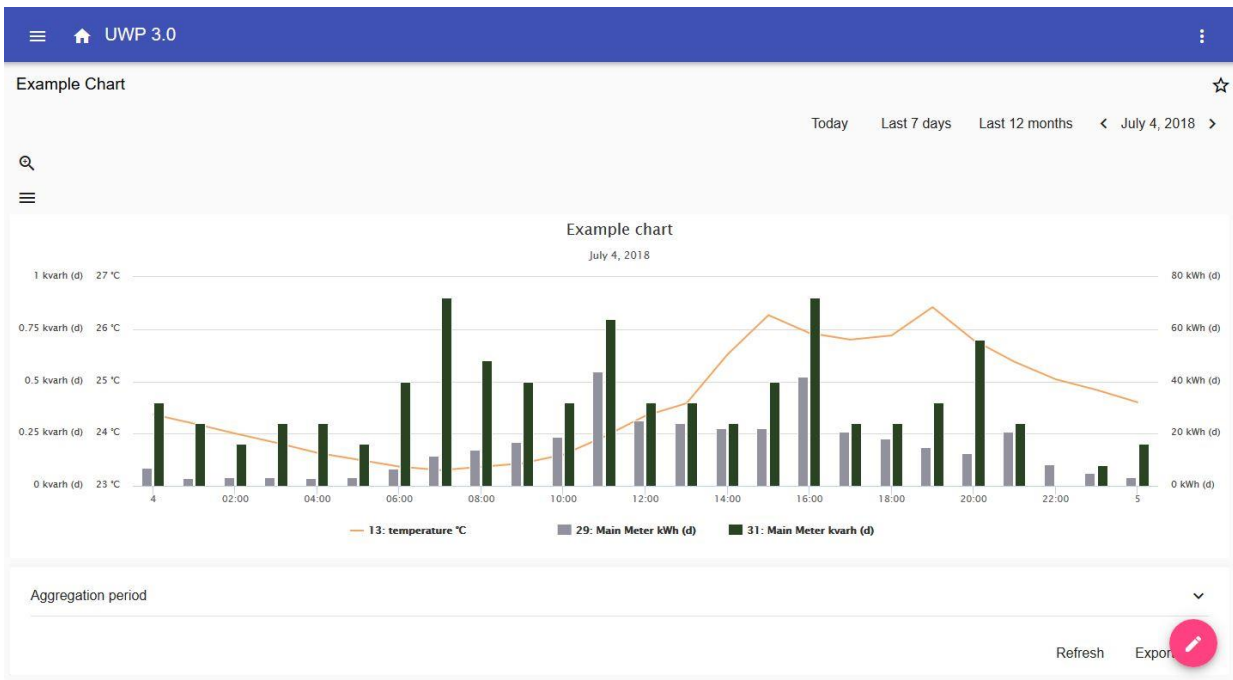 UWP 3.0
Example Chart
Today Last 7 days Last 12 months July 4, 2018
Example chart
July 4, 2018
1 kvarh (d) 27 °C 80 kWh (d)
0.75 kvarh (d) 26 °C 60 kWh (d)
0.5 kvarh (d) 25 °C 40 kWh (d)
0.25 kvarh (d) 24 °C 20 kWh (d)
0 kvarh (d) 23 °C 0 kWh (d)
4 02:00 04:00 06:00 08:00 10:00 12:00 14:00 16:00 18:00 20:00 22:00 5
13: temperature °C 29: Main Meter kWh (d) 31: Main Meter kvarh (d)
Aggregation period
Refresh Expor